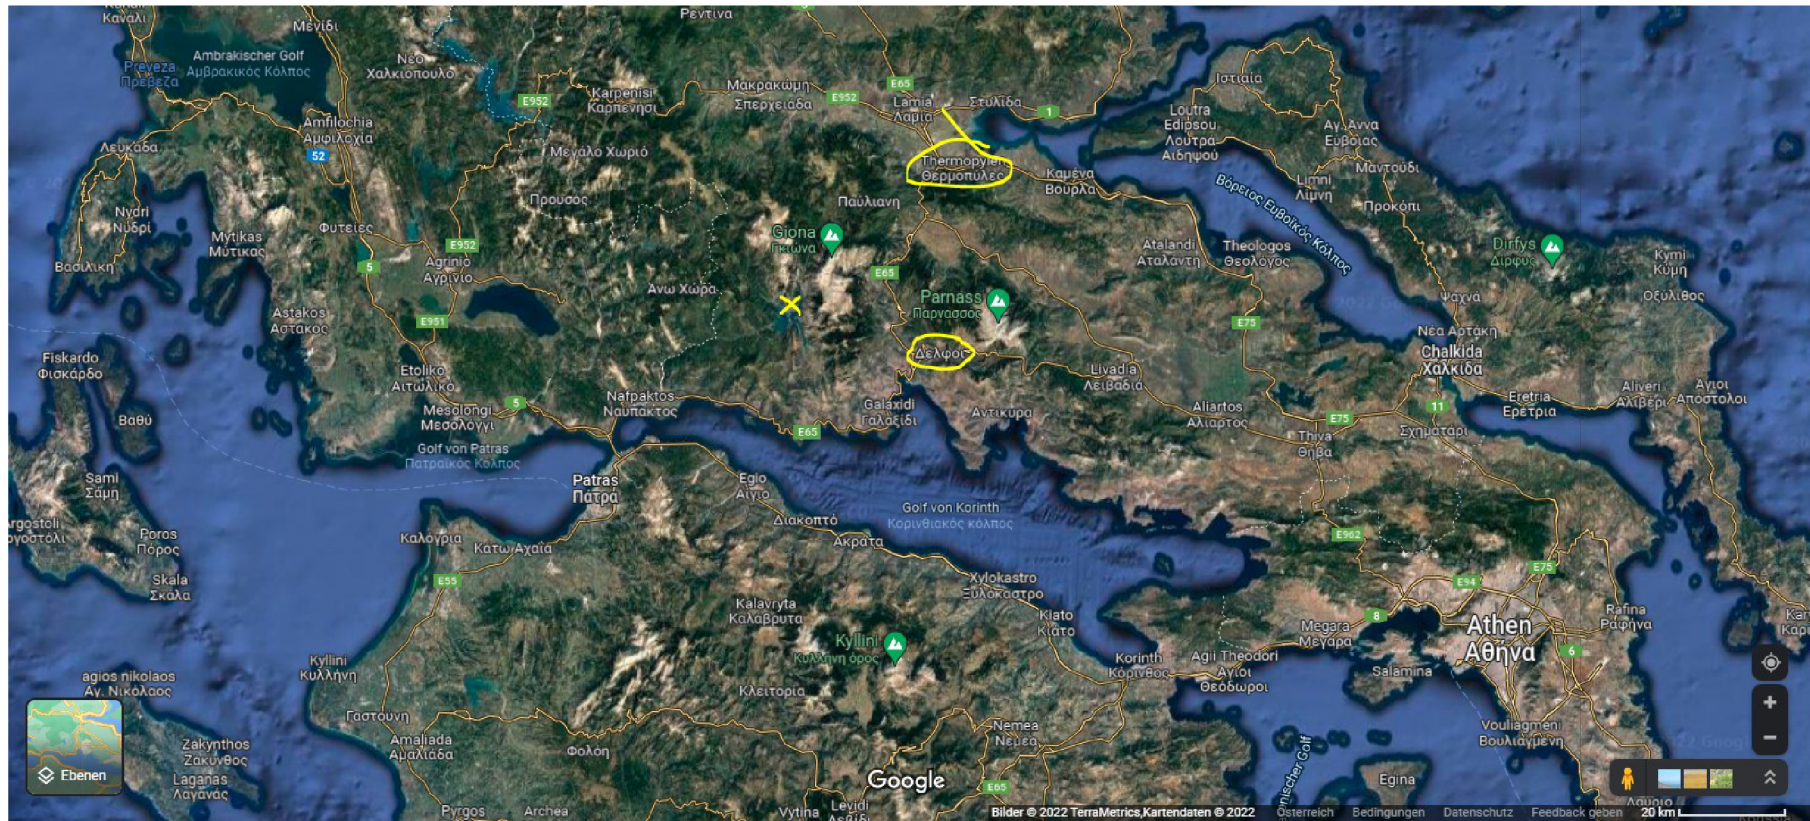 Κανάλι
Μενίδι
Ρεντίνα
Ambrakischer Golf
Αμβρακικός Κόλπος
Νέο
Χαλκιόπουλο
Preveza
Πρέβεζα
E952
Karpenisi
Καρπενήσι
Μακρακώμη
Σπερχειάδα
E952
E65
Lamia
Λαμία
Στυλίδα
1
Ιστιαία
Loutra
Edipsou
Λουτρά
Αιδηψού
Αγ. Άννα
Ευβοίας
Amfilochia
Αμφιλοχία
52
Λευκάδα
Μεγάλο Χωριό
Thermopylen
Θερμοπύλες
Καμένα
Βούρλα
Limni
Λίμνη
Μαντούδι
Προκόπι
Βόρειος Ευβοϊκός Κόλπος
Nydri
Νυδρί
Mytikas
Μύτικας
Φυτείες
Προυσός
Παύλιανη
Giona
Γκιώνα
Βασιλική
5
E952
Agrinio
Αγρίνιο
E65
Atalandi
Αταλάντη
Theologos
Θεολόγος
Dirfys
Δίρφυς
Kymi
Κύμη
Οξύλιθος
Άνω Χώρα
Parnass
Παρνασσός
Ψαχνά
Astakos
Αστακός
E951
E75
Νέα Αρτάκη
Fiskardo
Φισκάρδο
Δελφοί
Chalkida
Χαλκίδα
Etoliko
Αιτωλικό
Livadia
Λειβαδιά
Aliveri
Αλιβέρι
Άγιοι
Απόστολοι
Βαθύ
Mesolongi
Μεσολόγγι
5
Nafpaktos
Ναύπακτος
E65
Galaxidi
Γαλαξίδι
Αντίκυρα
Aliartos
Αλίαρτος
E75
11
Eretria
Ερέτρια
Thiva
Θήβα
Σχηματάρι
Golf von Patras
Πατραϊκός Κόλπος
Sami
Σάμη
Patras
Πάτρα
Egio
Αίγιο
Διακοπτό
Golf von Korinth
Κορινθιακός κόλπος
Poros
Πόρος
Καλόγρια
Κάτω Αχαΐα
Ακράτα
E962
Skala
Σκάλα
E55
Xylokastro
Ξυλόκαστρο
E94
E75
Kalavryta
Καλάβρυτα
Kiato
Κιάτο
8
Megara
Μέγαρα
Athen
Αθήνα
Rafina
Ραφήνα
6
Kyllini
Κυλλήνη όρος
Kyllini
Κυλλήνη
Korinth
Κόρινθος
Agii Theodori
Άγιοι
Θεόδωροι
Salamina
agios nikolaos
Αγ. Νικόλαος
Κλειτορία
Γαστούνη
Nemea
Νεμέα
Vouliagmeni
Βουλιαγμένη
Zakynthos
Ζάκυνθος
Amaliada
Αμαλιάδα
Φολόη
Laganas
Λαγανάς
Ebenen
Google
E65
Egina
Pyrgos
Archea
Vytina
Levidi
Λεβίδι
Λαύριο
Bilder © 2022 TerraMetrics,Kartendaten © 2022
Österreich
Bedingungen
Datenschutz
Feedback geben
20 km